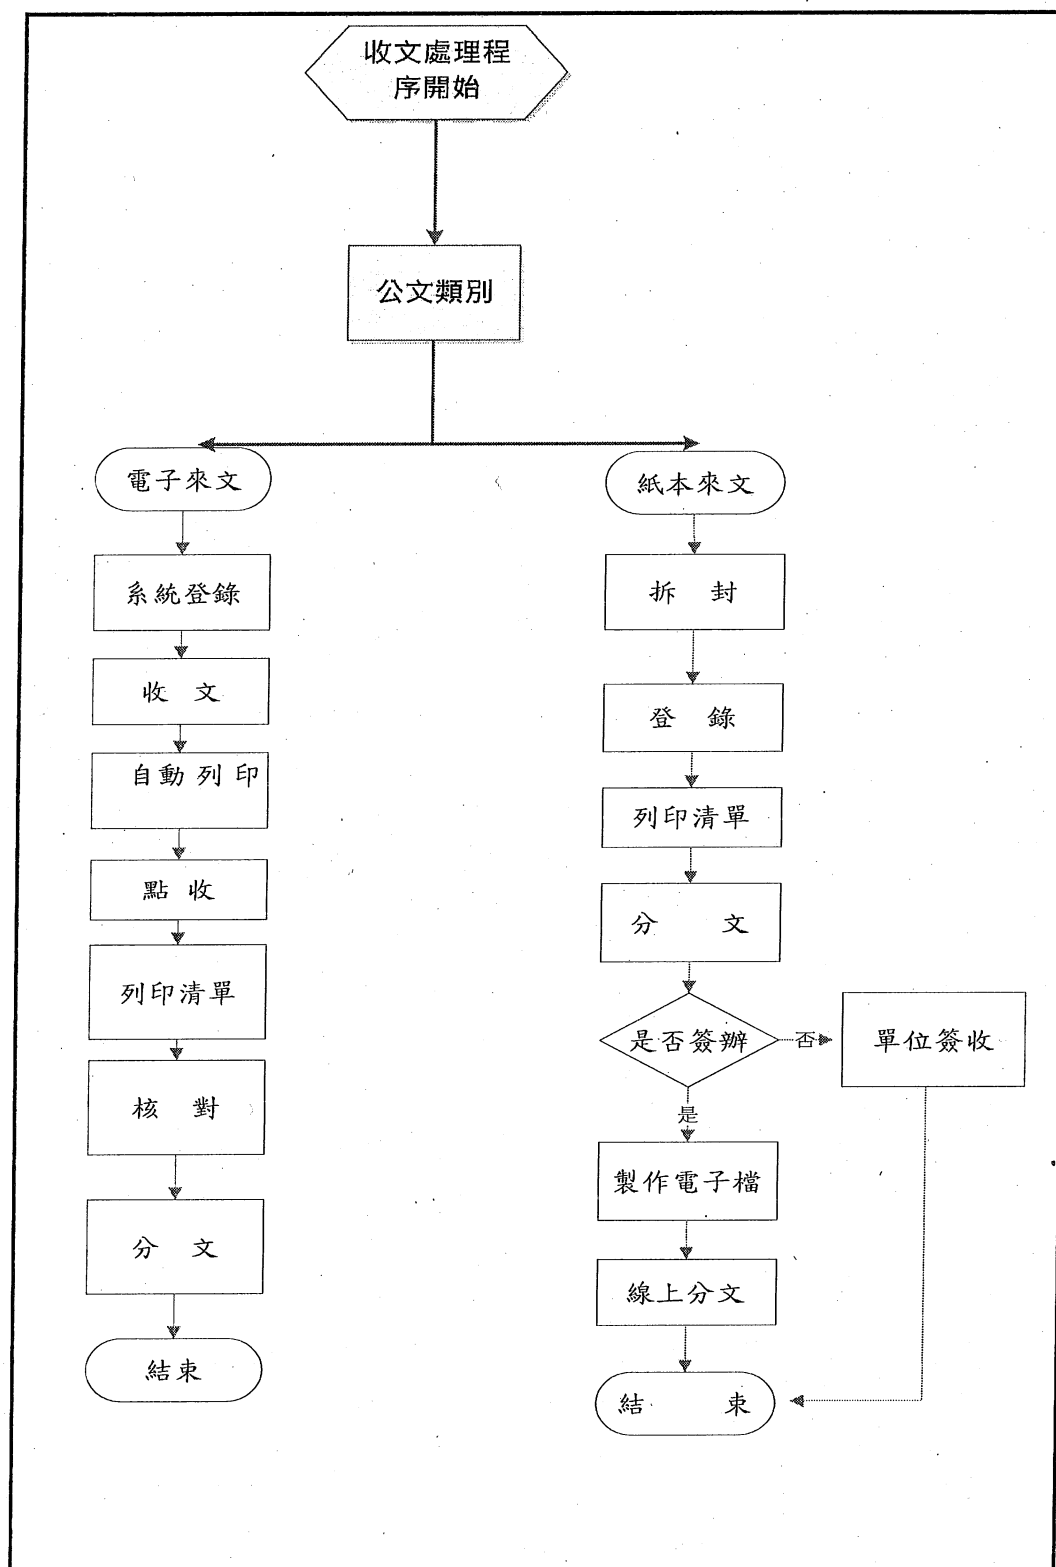 收文處理程
序開始
公文類別
電子來文
系統登錄
收文
自動列印
點收
列印清單
核對
分文
結束
紙本來文
拆封
登錄
列印清單
分文
是否簽辦
否
單位簽收
是
製作電子檔
線上分文
結束